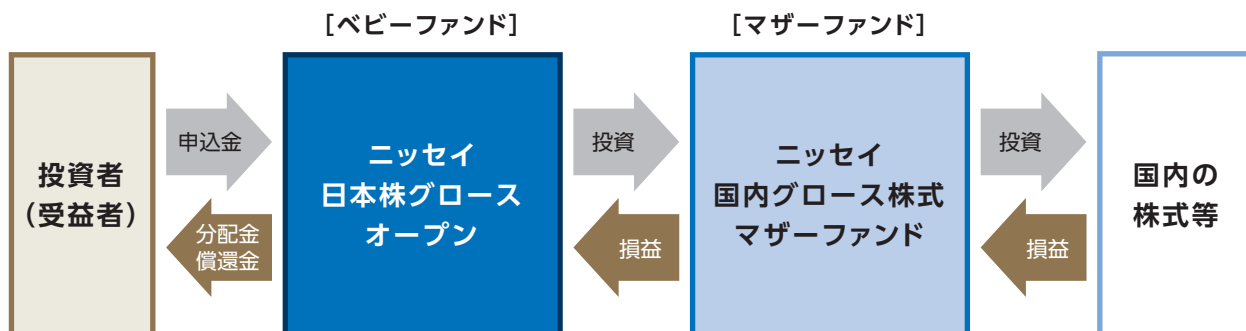 ［ベビーファンド］
［マザーファンド］
投資者
（受益者）
申込金
分配金
償還金
ニッセイ
日本株グロース
オープン
投資
損益
ニッセイ
国内グロース株式
マザーファンド
投資
損益
国内の
株式等